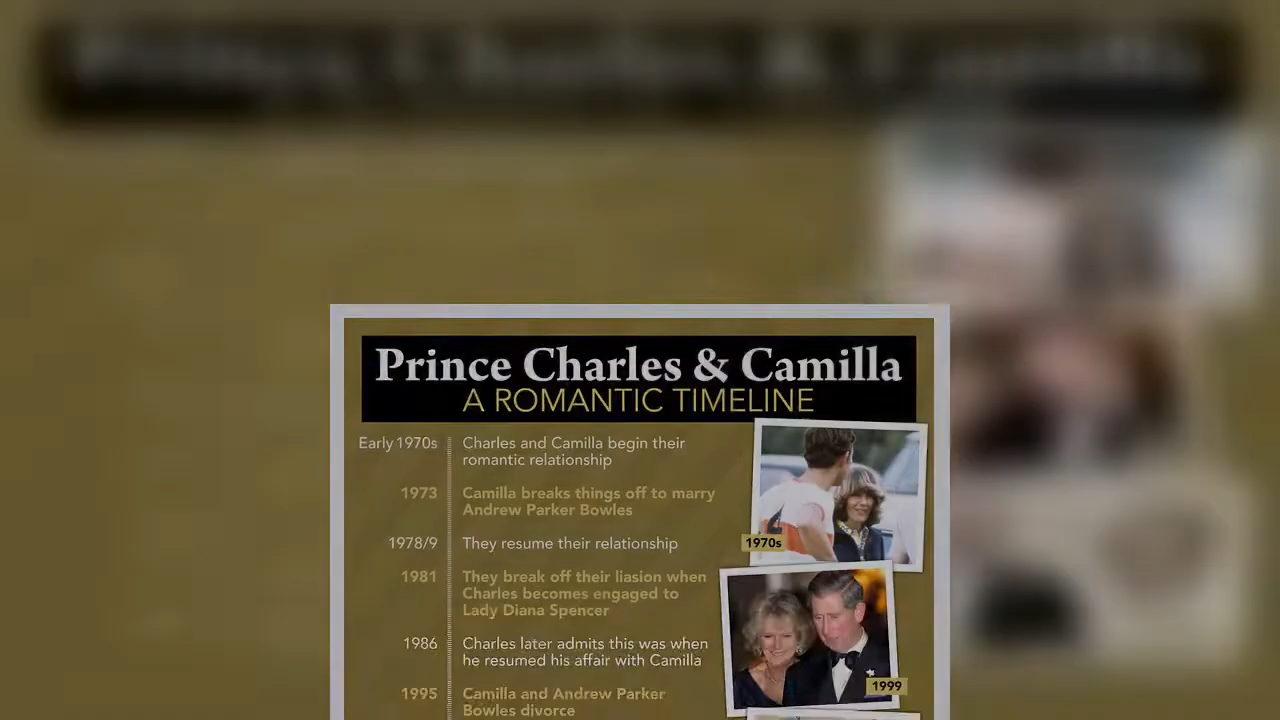 Prince Charles & Camilla
A ROMANTIC TIMELINE
Early 1970s Charles and Camilla begin their
romantic relationship
1973 Camilla breaks things off to marry
Andrew Parker Bowles
1978/9 They resume their relationship
1981 They break off their liasion when
Charles becomes engaged to
Lady Diana Spencer
1986 Charles later admits this was when
he resumed his affair with Camilla
1995 Camilla and Andrew Parker
Bowles divorce
1970s
1999